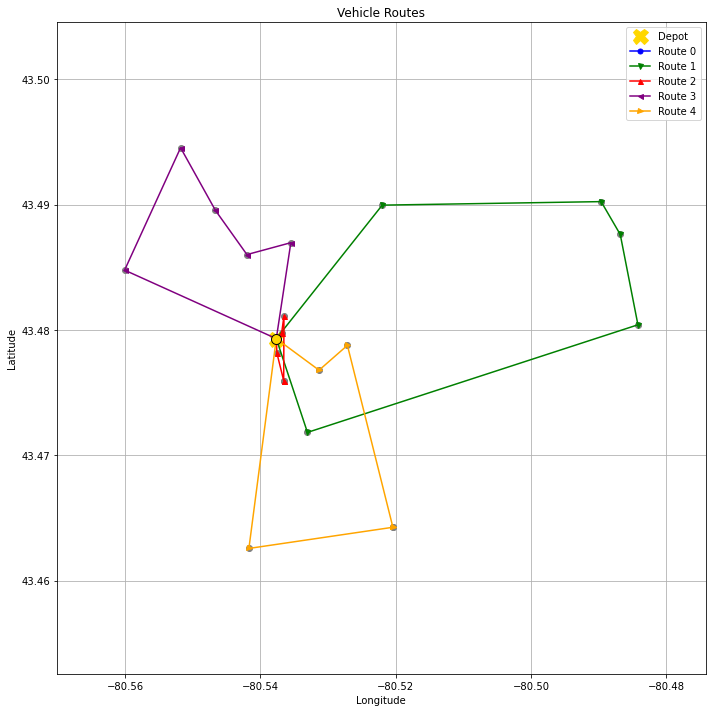 Vehicle Routes
Depot
Route 0
Route 1
Route 2
Route 3
Route 4
43.50
43.49
43.48
43.47
43.46
Latitude
−80.56
−80.54
−80.52
−80.50
−80.48
Longitude